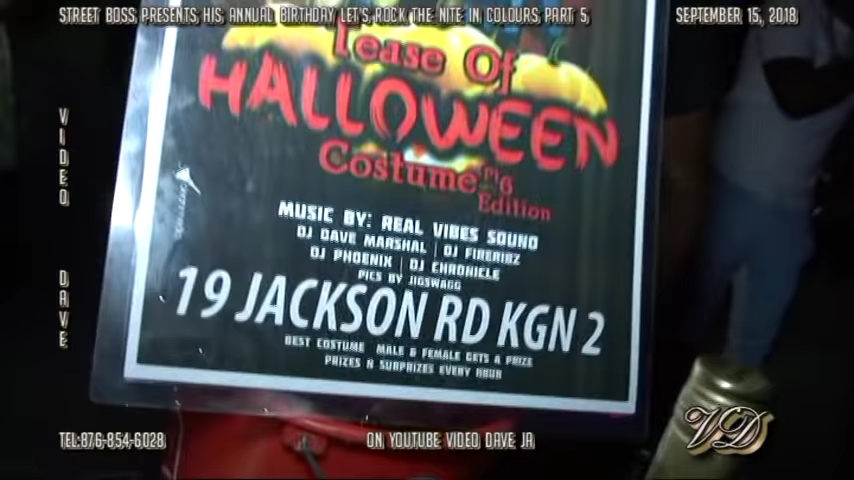 STREET BOSS PRESENTS, HIS, ANNUAL BIRTHDAY LET'S, ROCK THE NITE IN COLOURS, PART 5,
SEPTEMBER 15, 2018,
Tease Of
HALLOWEEN
Costume
Pt 6
Edition
MUSIC BY: REAL VIBES SOUND
DJ DAVE MARSHAL | DJ FIRERIBZ
DJ PHOENIX | DJ CHRONICLE
PICS BY JIGSWAGG
19 JACKSON RD KGN 2
BEST COSTUME MALE & FEMALE GETS A PRIZE
PRIZES N SURPRIZES EVERY HOUR
VIDEO DAVE
TEL:876-854-6028
ON YOUTUBE VIDEO DAVE JA
VD